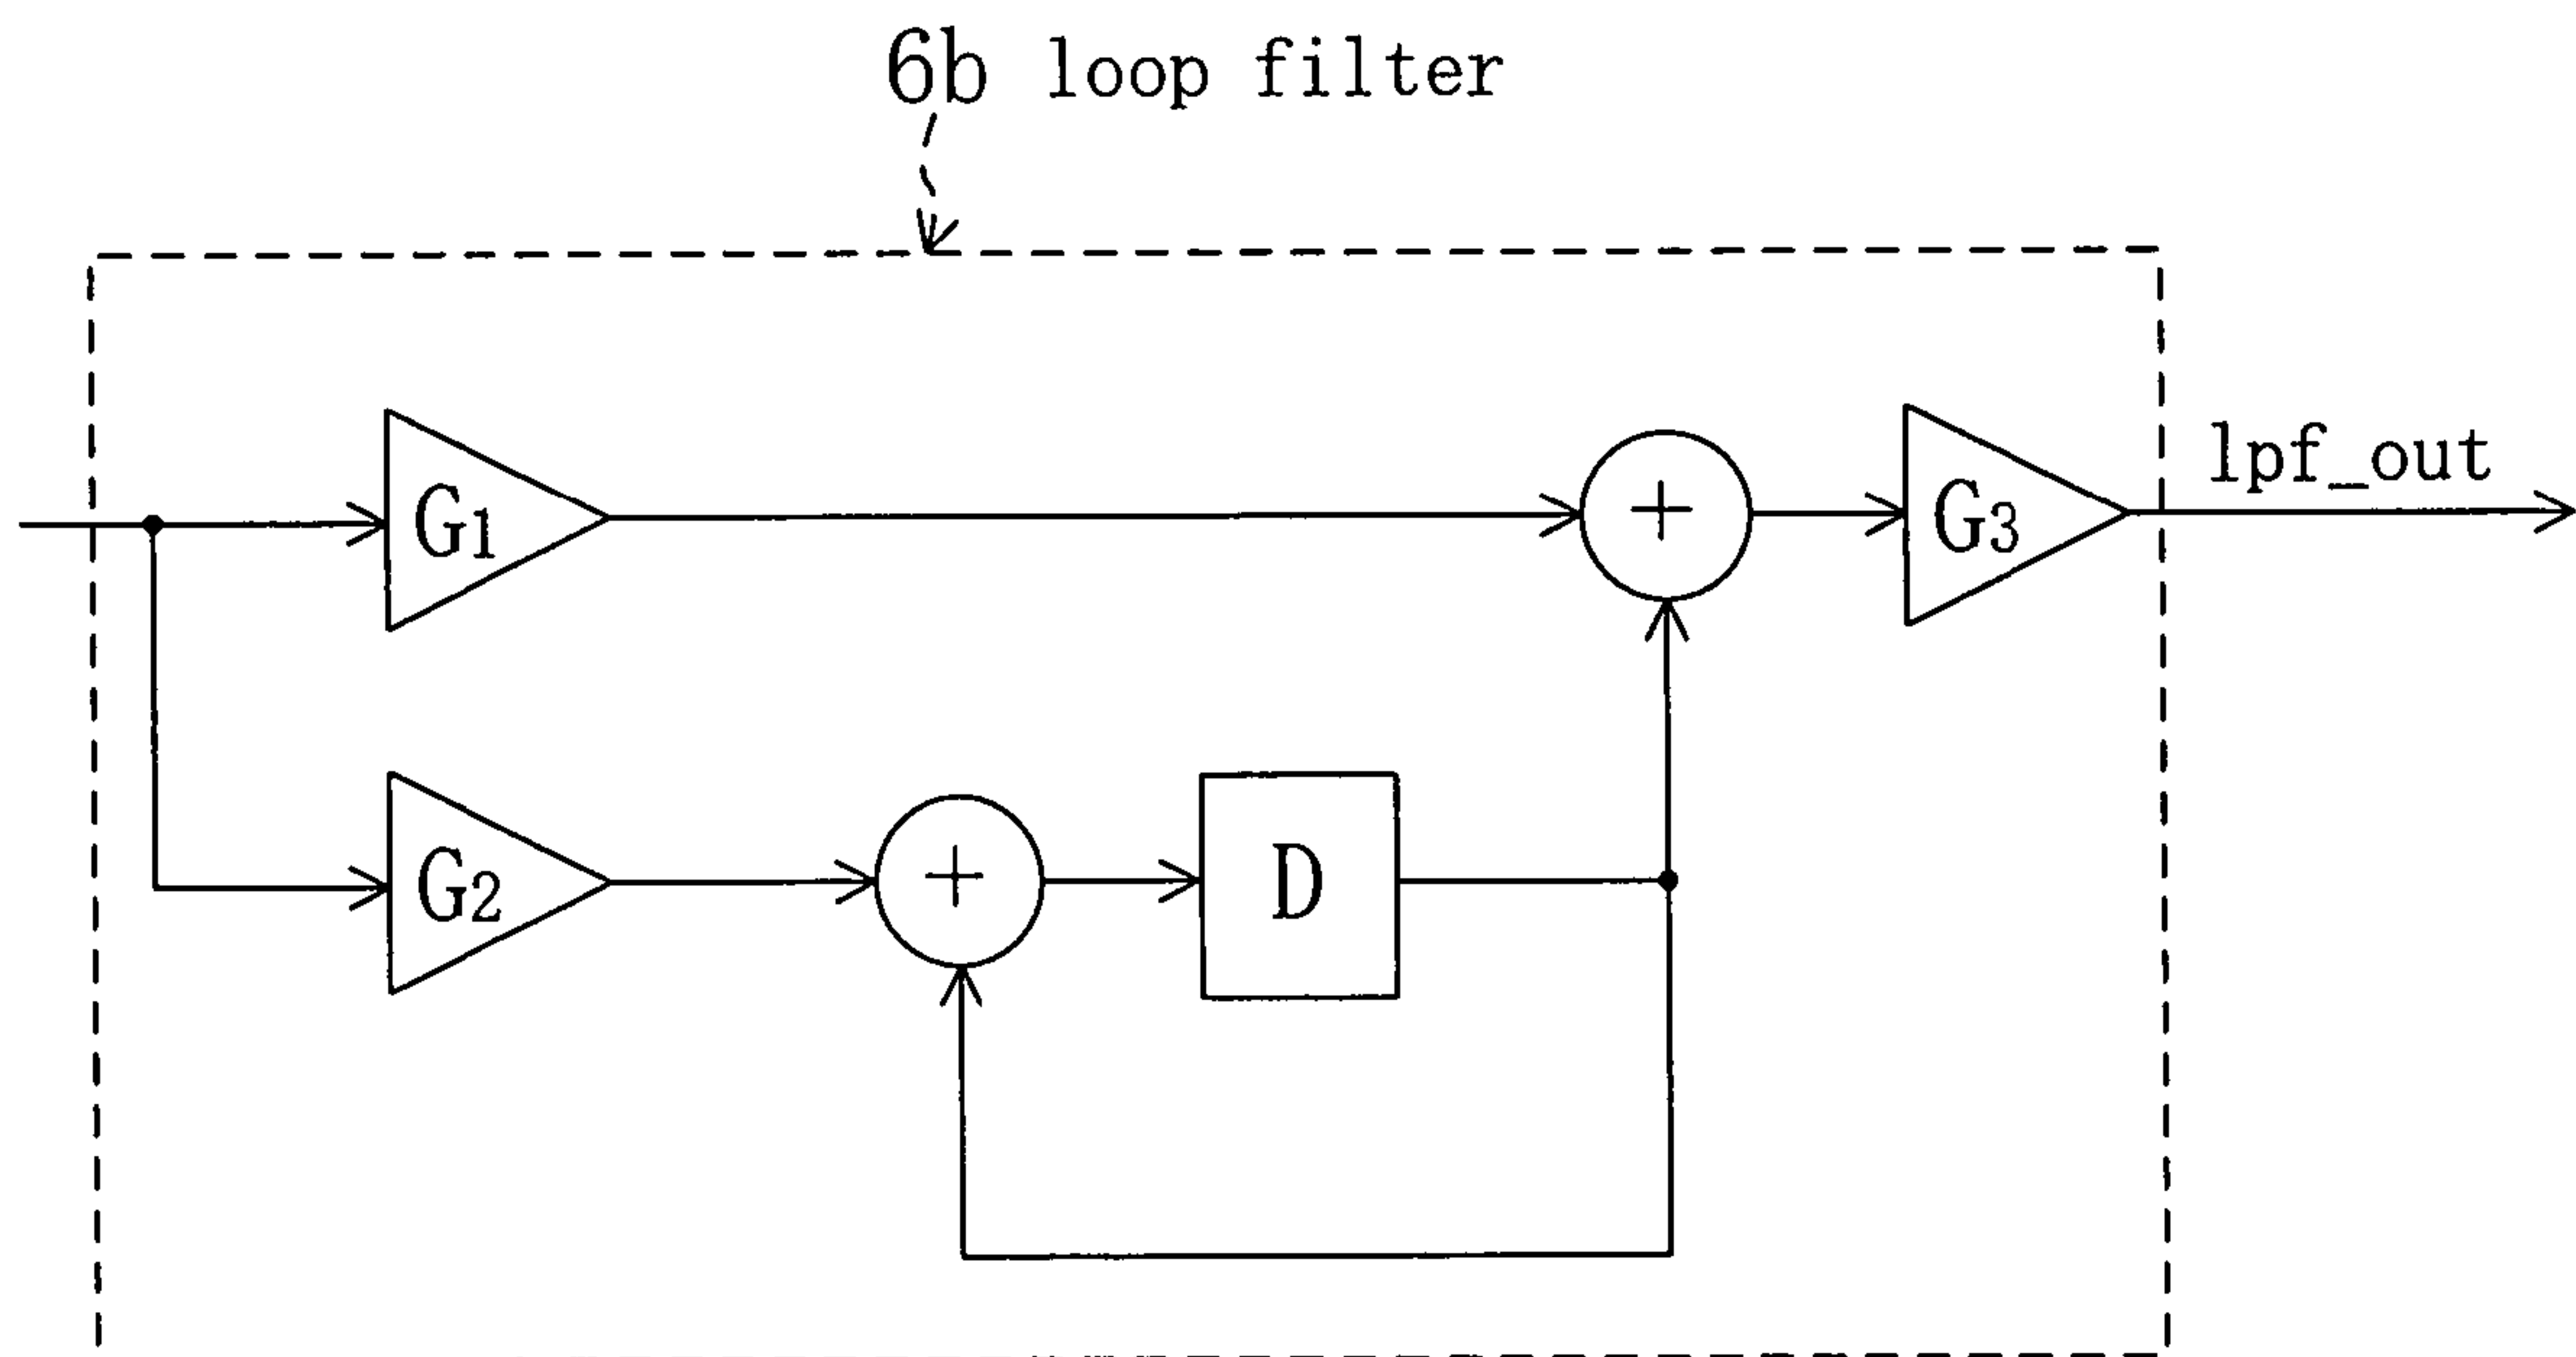 6b loop filter
G1
+
G3
lpf_out
G2
+
D